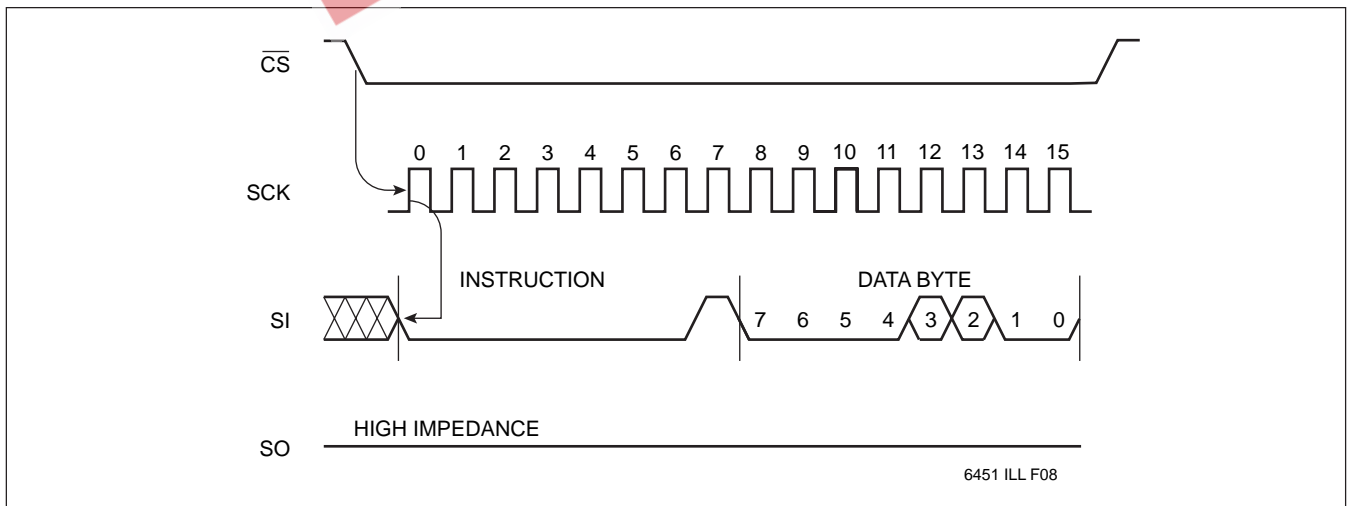 CS
0 1 2 3 4 5 6 7 8 9 10 11 12 13 14 15
SCK
INSTRUCTION DATA BYTE
SI
7 6 5 4 3 2 1 0
HIGH IMPEDANCE
SO
6451 ILL F08